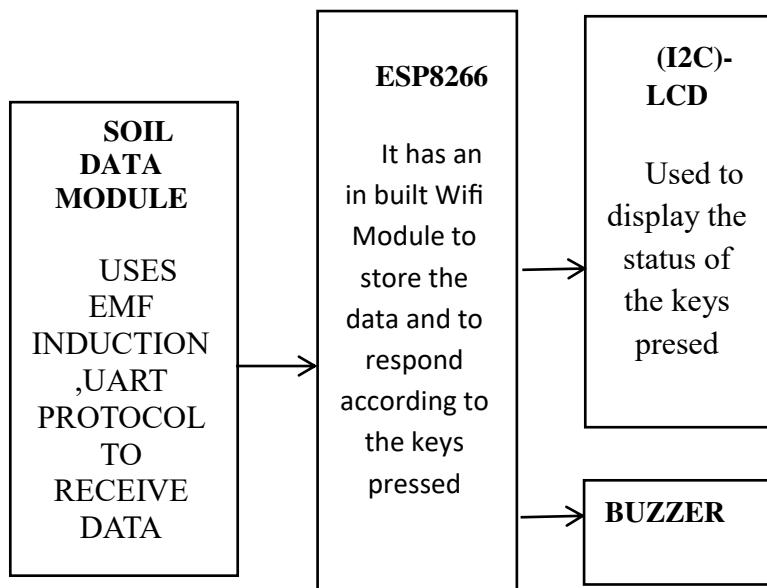 SOIL
DATA
MODULE
USES
EMF
INDUCTION
,UART
PROTOCOL
TO
RECEIVE
DATA
ESP8266
It has an
in built Wifi
Module to
store the
data and to
respond
according to
the keys
pressed
(I2C)-
LCD
Used to
display the
status of
the keys
presed
BUZZER